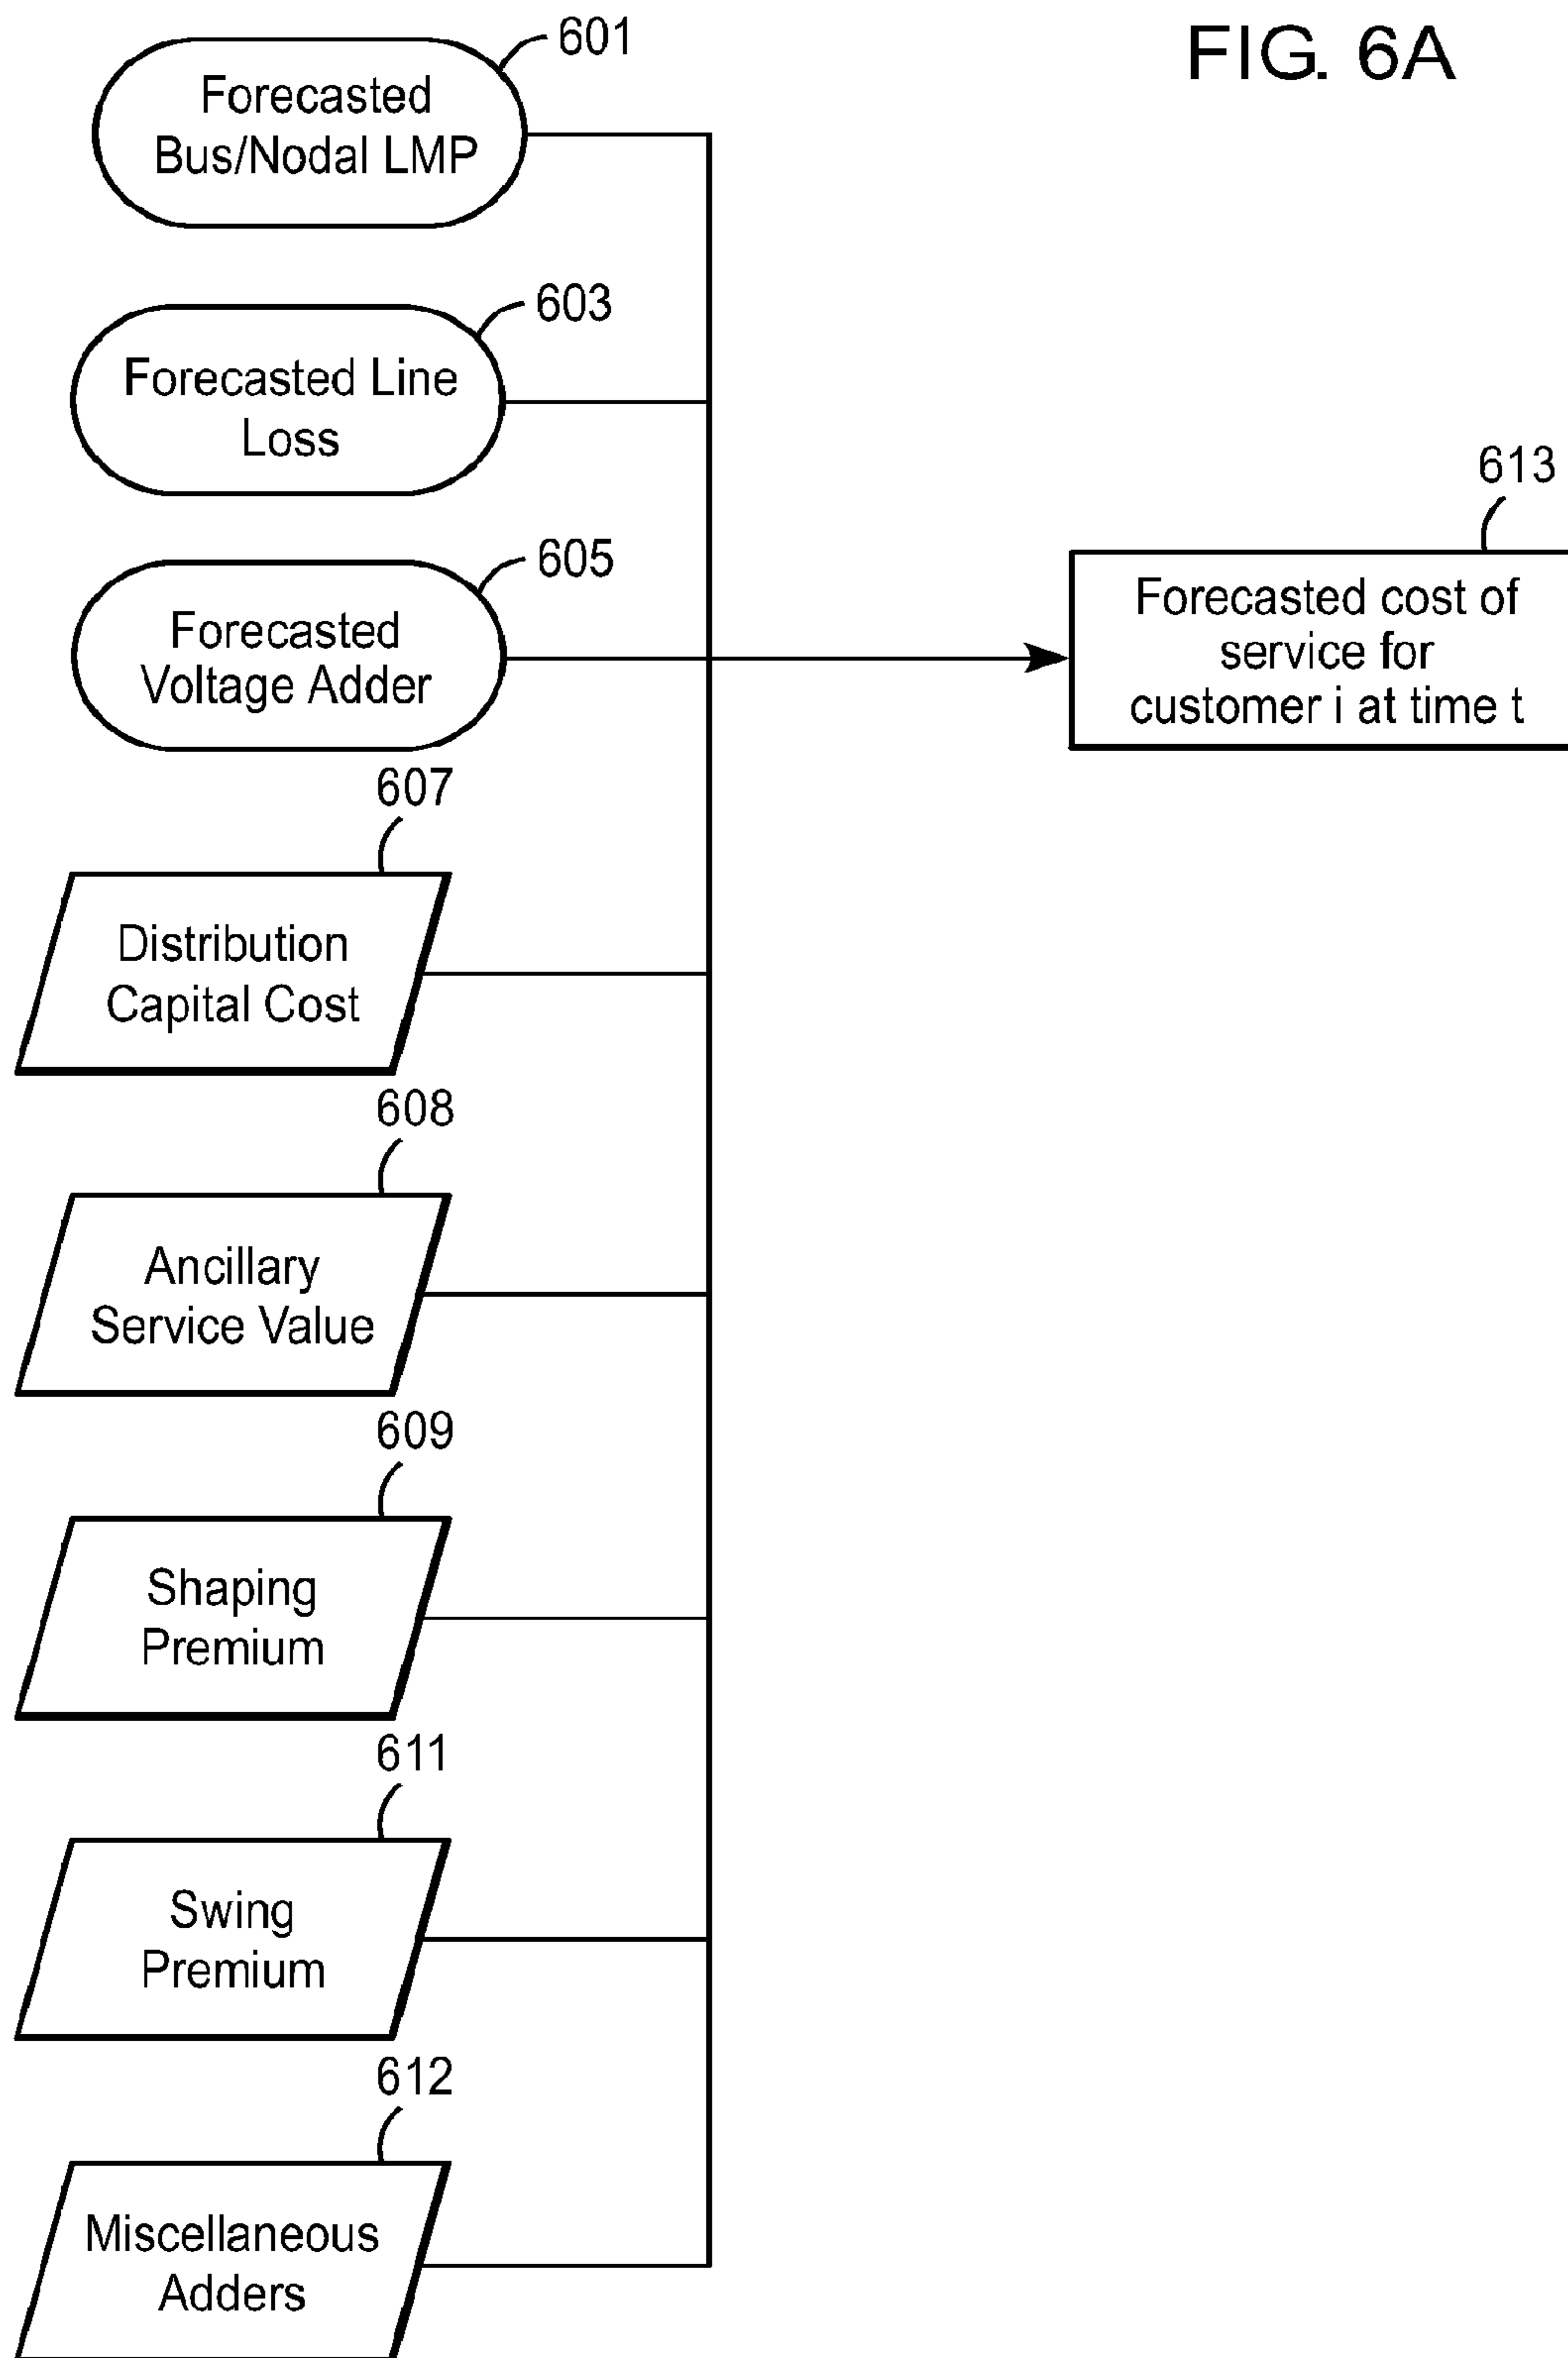 FIG. 6A
601
Forecasted
Bus/Nodal LMP
603
Forecasted Line
Loss
605
Forecasted
Voltage Adder
613
Forecasted cost of
service for
customer i at time t
607
Distribution
Capital Cost
608
Ancillary
Service Value
609
Shaping
Premium
611
Swing
Premium
612
Miscellaneous
Adders